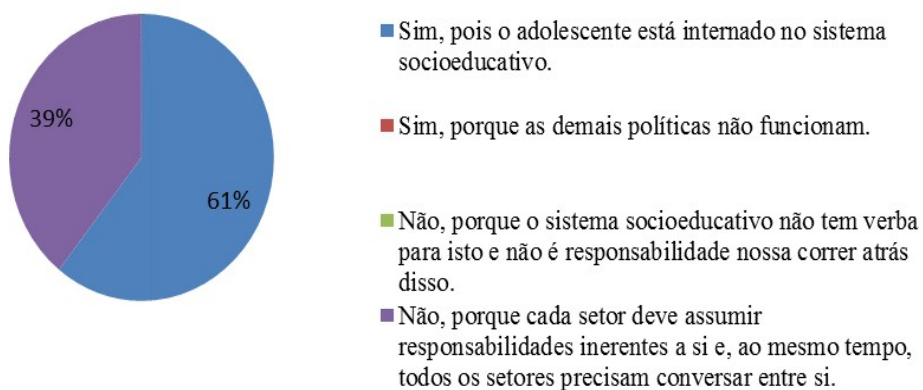 39%
61%
Sim, pois o adolescente está internado no sistema
socioeducativo.
Sim, porque as demais políticas não funcionam.
Não, porque o sistema socioeducativo não tem verba
para isto e não é responsabilidade nossa correr atrás
disso.
Não, porque cada setor deve assumir
responsabilidades inerentes a si e, ao mesmo tempo,
todos os setores precisam conversar entre si.